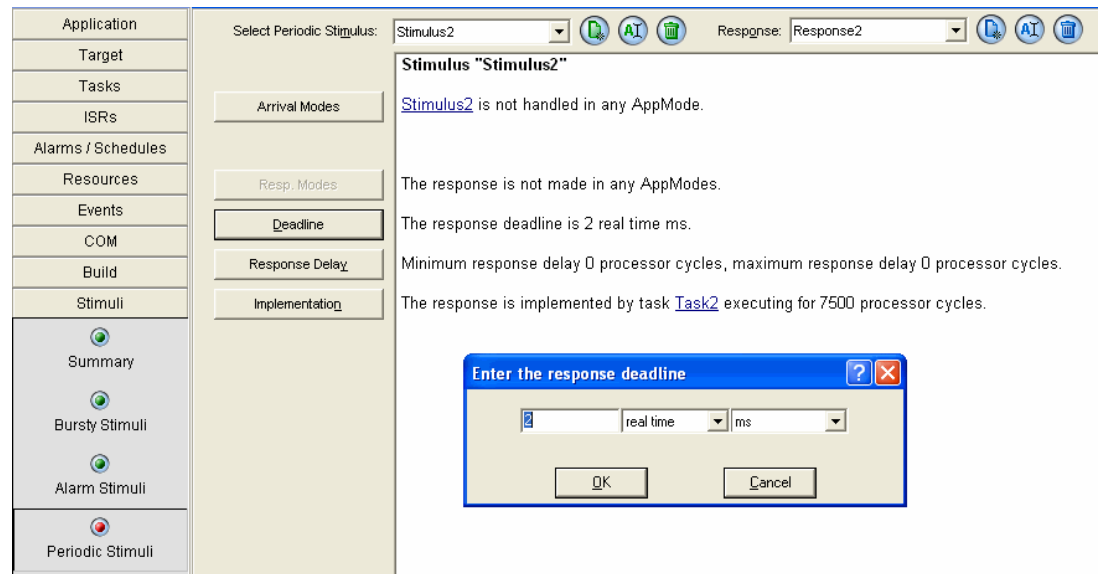 Application
Target
Tasks
ISRs
Alarms / Schedules
Resources
Events
COM
Build
Stimuli
Summary
Bursty Stimuli
Alarm Stimuli
Periodic Stimuli
Select Periodic Stimulus: Stimulus2 AI Response: Response2 AI
Stimulus "Stimulus2"
Arrival Modes Stimulus2 is not handled in any AppMode.
Resp. Modes The response is not made in any AppModes.
Deadline The response deadline is 2 real time ms.
Response Delay Minimum response delay 0 processor cycles, maximum response delay 0 processor cycles.
Implementation The response is implemented by task Task2 executing for 7500 processor cycles.
Enter the response deadline ?
2 real time ms
OK Cancel